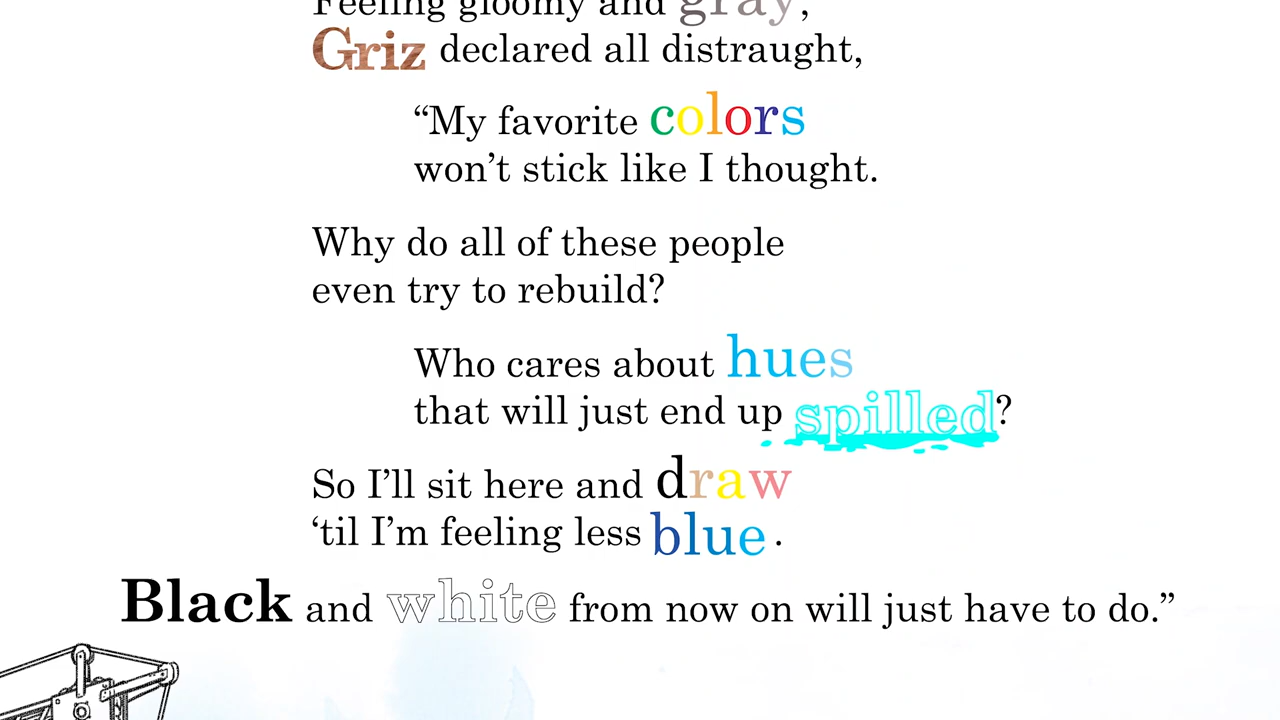 Feeling gloomy and gray,
Griz declared all distraught,
“My favorite colors
won’t stick like I thought.
Why do all of these people
even try to rebuild?
Who cares about hues
that will just end up spilled?
So I’ll sit here and draw
‘til I’m feeling less blue.
Black and white from now on will just have to do.”